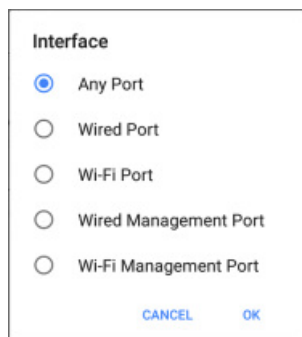 Interface
Any Port
Wired Port
Wi-Fi Port
Wired Management Port
Wi-Fi Management Port
CANCEL OK